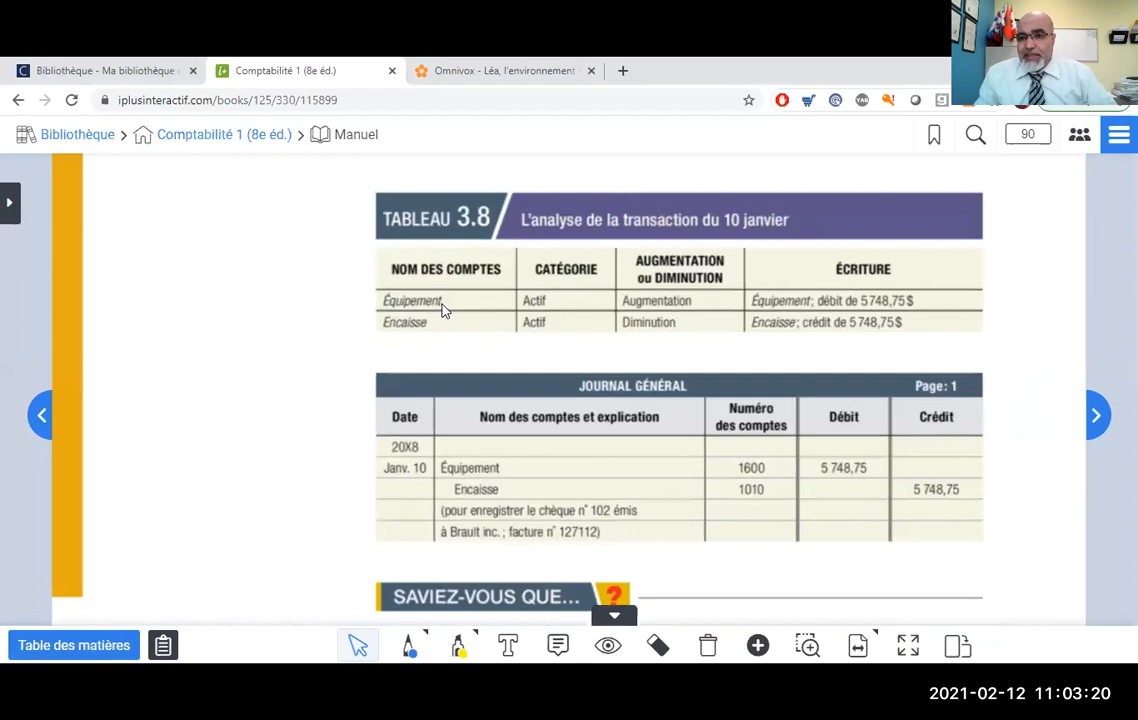 Bibliothèque - Ma bibliothèque
Comptabilité 1 (8e éd.)
Omnivox - Léa, l'environnement
iplusinteractif.com/books/125/330/115899
Bibliothèque > Comptabilité 1 (8e éd.) > Manuel
90
TABLEAU 3.8 L'analyse de la transaction du 10 janvier
NOM DES COMPTES CATÉGORIE AUGMENTATION ou DIMINUTION ÉCRITURE
Équipement Actif Augmentation Équipement; débit de 5 748,75 $
Encaisse Actif Diminution Encaisse; crédit de 5 748,75 $
JOURNAL GÉNÉRAL Page: 1
Date Nom des comptes et explication Numéro des comptes Débit Crédit
20X8
Janv. 10 Équipement 1600 5 748,75
Encaisse 1010 5 748,75
(pour enregistrer le chèque n° 102 émis
à Brault inc.; facture n° 127112)
SAVIEZ-VOUS QUE... ?
Table des matières
2021-02-12 11:03:20